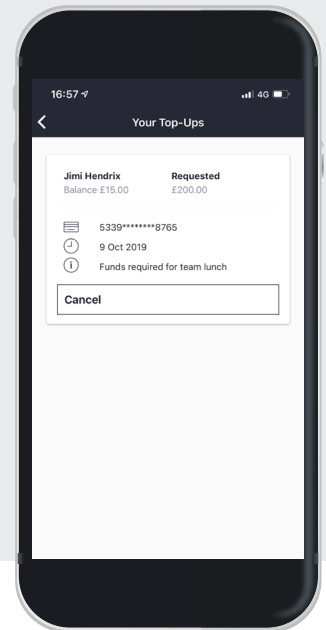 16:57 4G
Your Top-Ups
Jimi Hendrix Requested
Balance £15.00 £200.00
5339********8765
9 Oct 2019
Funds required for team lunch
Cancel